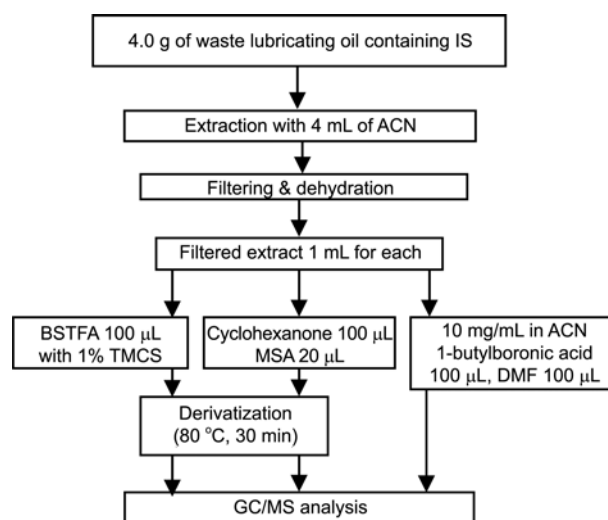 4.0 g of waste lubricating oil containing IS
Extraction with 4 mL of ACN
Filtering & dehydration
Filtered extract 1 mL for each
BSTFA 100 μL
with 1% TMCS
Cyclohexanone 100 μL
MSA 20 μL
10 mg/mL in ACN
1-butylboronic acid
100 μL, DMF 100 μL
Derivatization
(80 °C, 30 min)
GC/MS analysis